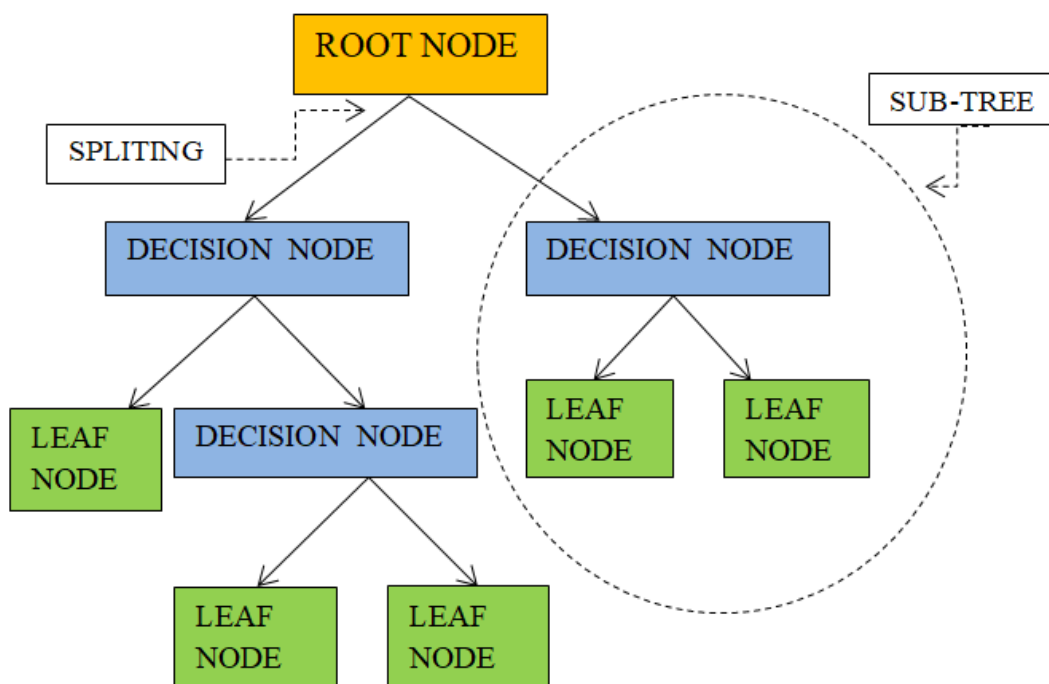 ROOT NODE
SUB-TREE
SPLITING
DECISION NODE
DECISION NODE
LEAF
NODE
DECISION NODE
LEAF
NODE
LEAF
NODE
LEAF
NODE
LEAF
NODE